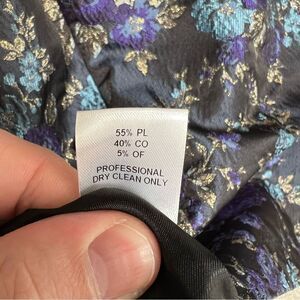 55% PL
40% CO
5% OF
PROFESSIONAL
DRY CLEAN ONLY